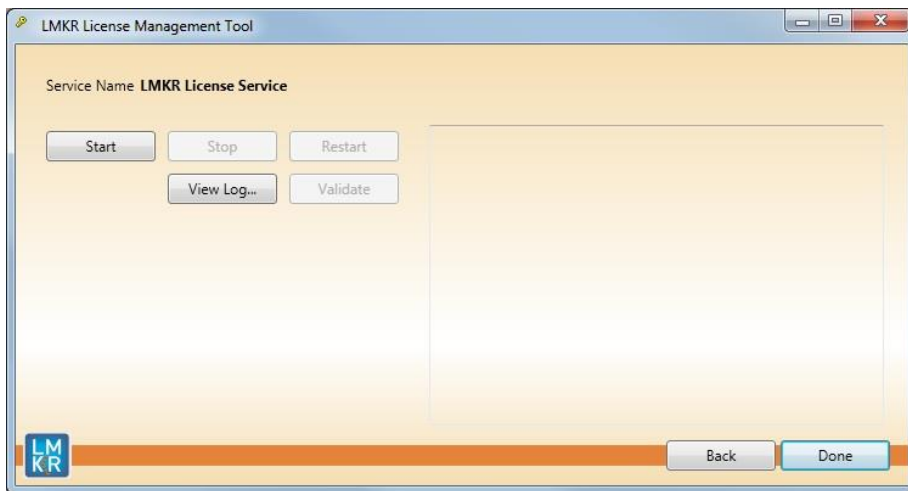 LMKR License Management Tool
Service Name LMKR License Service
Start Stop Restart
View Log... Validate
LM
KR
Back Done